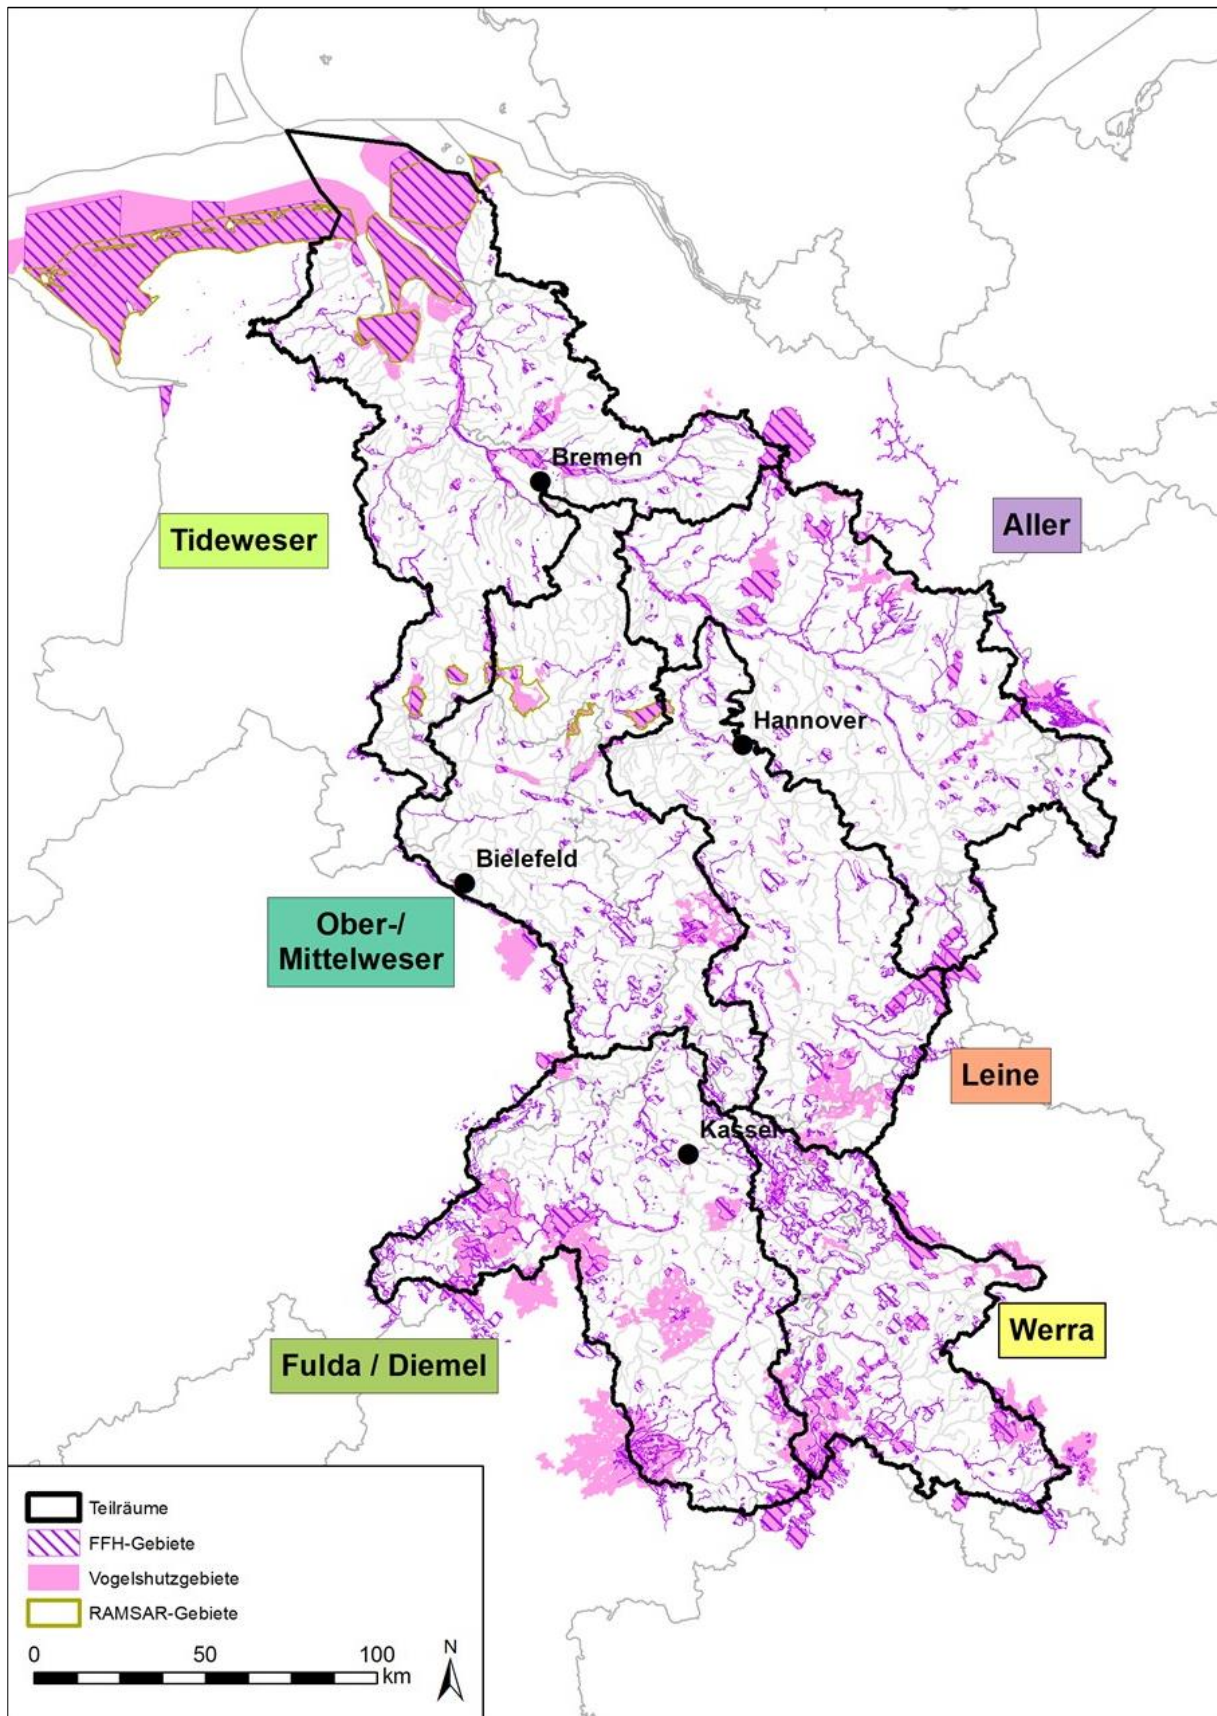 Bremen
Tideweser
Aller
Hannover
Bielefeld
Ober-/
Mittelweser
Leine
Kassel
Werra
Fulda / Diemel
Teilräume
FFH-Gebiete
Vogelshutzgebiete
RAMSAR-Gebiete
0 50 100
km
N